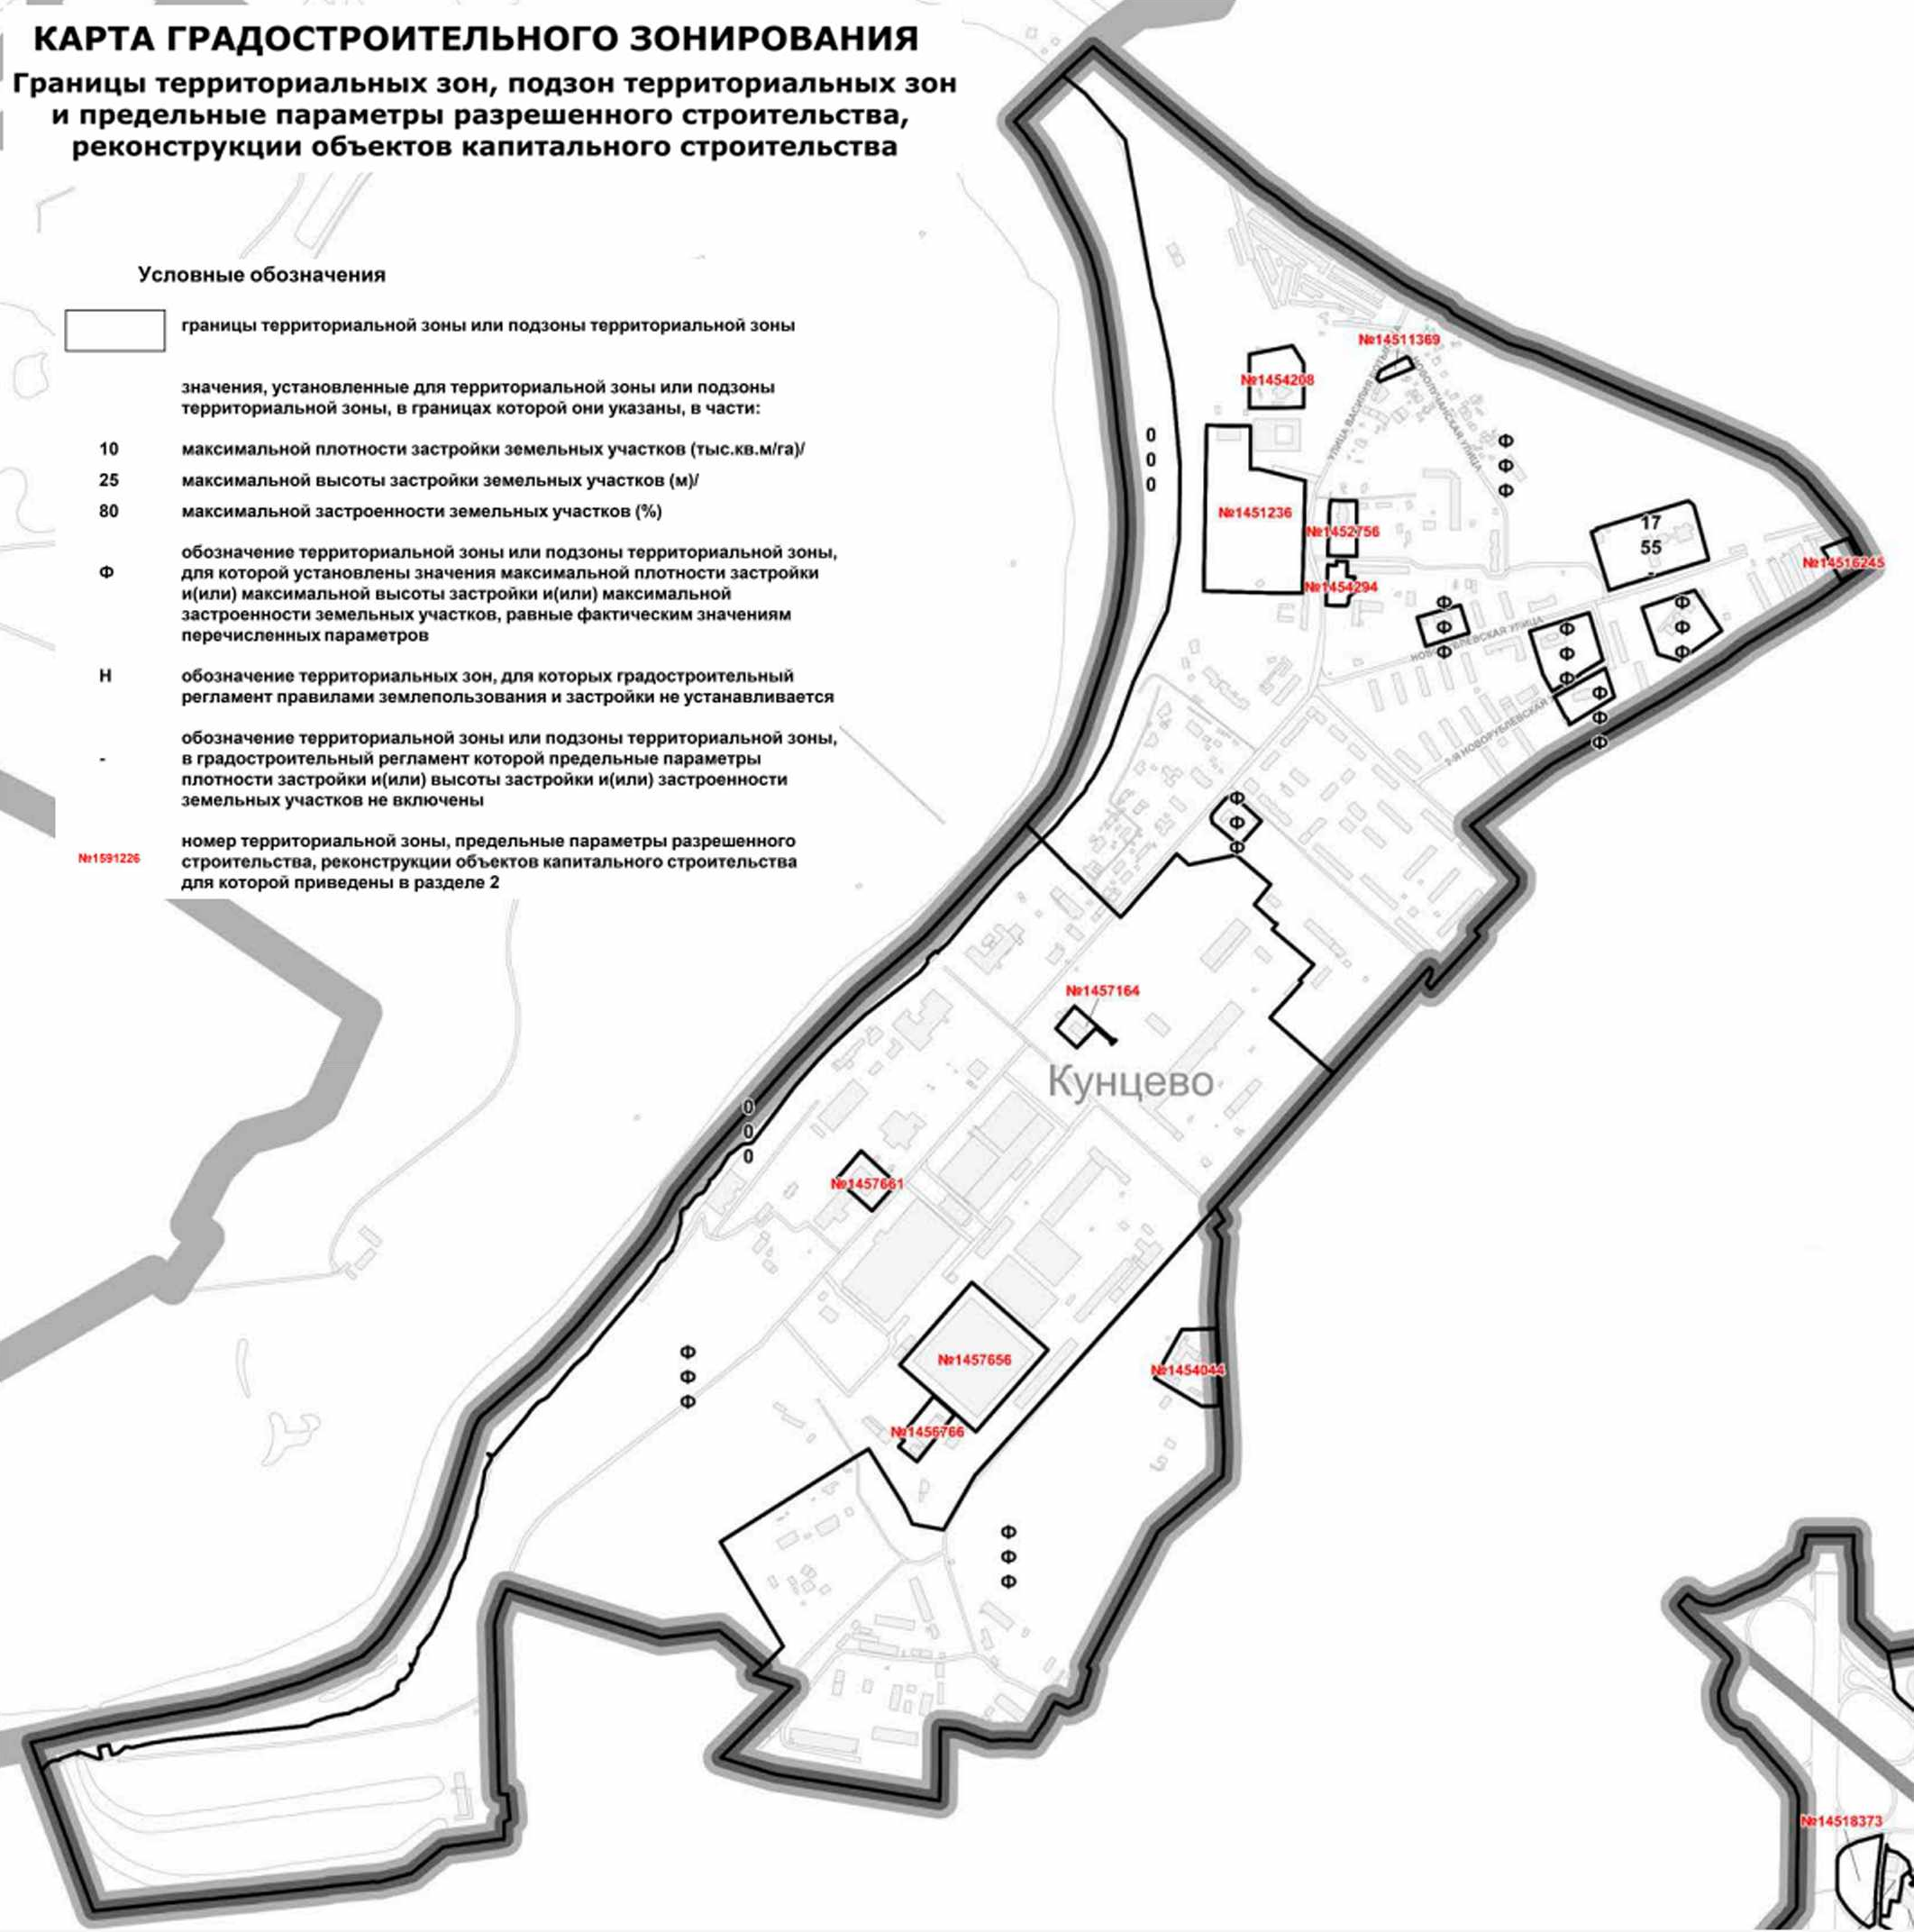 КАРТА ГРАДОСТРОИТЕЛЬНОГО ЗОНИРОВАНИЯ
Границы территориальных зон, подзон территориальных зон
и предельные параметры разрешенного строительства,
реконструкции объектов капитального строительства
Условные обозначения
границы территориальной зоны или подзоны территориальной зоны
значения, установленные для территориальной зоны или подзоны
территориальной зоны, в границах которой они указаны, в части:
10 максимальной плотности застройки земельных участков (тыс.кв.м/га)/
25 максимальной высоты застройки земельных участков (м)/
80 максимальной застроенности земельных участков (%)
обозначение территориальной зоны или подзоны территориальной зоны,
Ф для которой установлены значения максимальной плотности застройки
и(или) максимальной высоты застройки и(или) максимальной
застроенности земельных участков, равные фактическим значениям
перечисленных параметров
Н обозначение территориальных зон, для которых градостроительный
регламент правилами землепользования и застройки не устанавливается
обозначение территориальной зоны или подзоны территориальной зоны,
- в градостроительный регламент которой предельные параметры
плотности застройки и(или) высоты застройки и(или) застроенности
земельных участков не включены
номер территориальной зоны, предельные параметры разрешенного
№1591226 строительства, реконструкции объектов капитального строительства
для которой приведены в разделе 2
№14511369
№1454208
УЛИЦА ВАСИЛИЯ
НОВОЛУЧАНСКАЯ УЛИЦА
0
0
0
Ф
Ф
Ф
№1451236
№1452756
17
55
-
№14516245
№1454294
Ф
Ф
Ф
НОВОРУБЛЁВСКАЯ УЛИЦА
Ф
Ф
Ф
Ф
Ф
Ф
Ф
Ф
Ф
2-Я НОВОРУБЛЁВСКАЯ
Ф
Ф
Ф
№1457164
Кунцево
0
0
0
№1457661
Ф
Ф
Ф
№1457656
№1454044
№1456766
Ф
Ф
Ф
№14518373